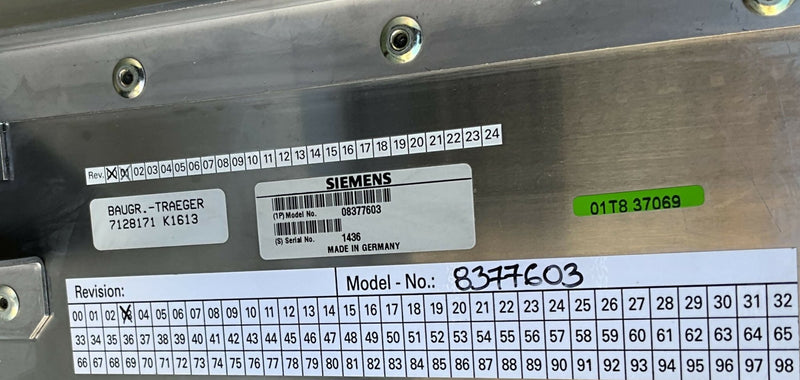 Rev. 02 03 04 05 06 07 08 09 10 11 12 13 14 15 16 17 18 19 20 21 22 23 24
BAUGR.-TRAEGER
7128171 K1613
SIEMENS
(1P) Model No. 08377603
(S) Serial No. 1436
MADE IN GERMANY
01T8 37069
Revision: Model - No.: 8377603
00 01 02 04 05 06 07 08 09 10 11 12 13 14 15 16 17 18 19 20 21 22 23 24 25 26 27 28 29 30 31 32
33 34 35 36 37 38 39 40 41 42 43 44 45 46 47 48 49 50 51 52 53 54 55 56 57 58 59 60 61 62 63 64 65
66 67 68 69 70 71 72 73 74 75 76 77 78 79 80 81 82 83 84 85 86 87 88 89 90 91 92 93 94 95 96 97 98